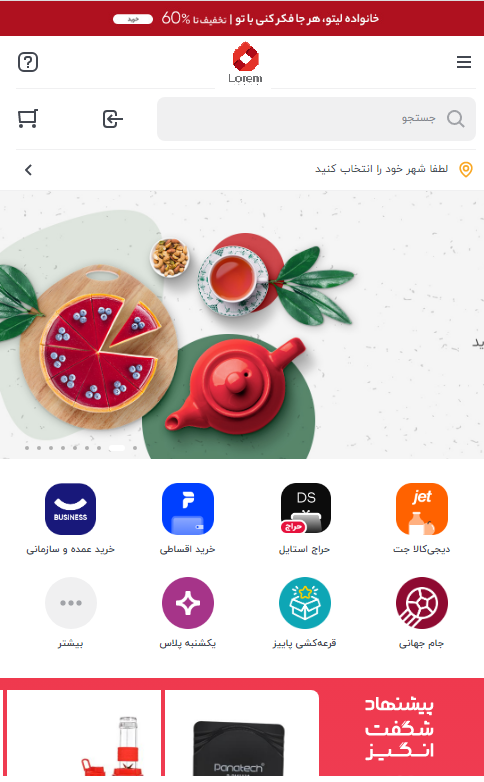 خانواده لیتو، هر جا فکر کنی با تو | تخفیف تا 60%
خرید
Lorem
جستجو
لطفا شهر خود را انتخاب کنید
ید
jet
DS
حراج
BUSINESS
دیجی‌کالا جت
حراج استایل
خرید اقساطی
خرید عمده و سازمانی
جام جهانی
قرعه‌کشی پاییز
یکشنبه پلاس
بیشتر
پیشنهاد
شگفت
انـگـیـز
Panatech